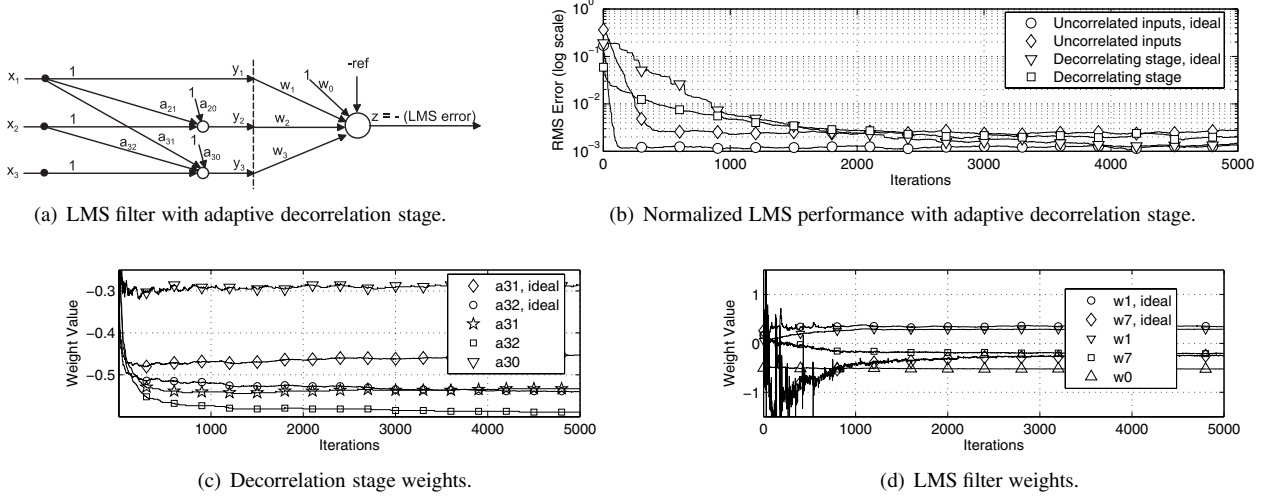 x1 1 y1
-ref
1 w0
w1
a21 1 a20
x2 1 y2 w2 z = - (LMS error)
a32 a31 1 a30 w3
x3 1 y3
(a) LMS filter with adaptive decorrelation stage.
RMS Error (log scale)
10^0
10^-1
10^-2
10^-3
Uncorrelated inputs, ideal
Uncorrelated inputs
Decorrelating stage, ideal
Decorrelating stage
0 1000 2000 3000 4000 5000
Iterations
(b) Normalized LMS performance with adaptive decorrelation stage.
Weight Value
−0.3
−0.4
−0.5
a31, ideal
a32, ideal
a31
a32
a30
1000 2000 3000 4000 5000
Iterations
(c) Decorrelation stage weights.
Weight Value
1
0
−1
w1, ideal
w7, ideal
w1
w7
w0
0 1000 2000 3000 4000 5000
Iterations
(d) LMS filter weights.